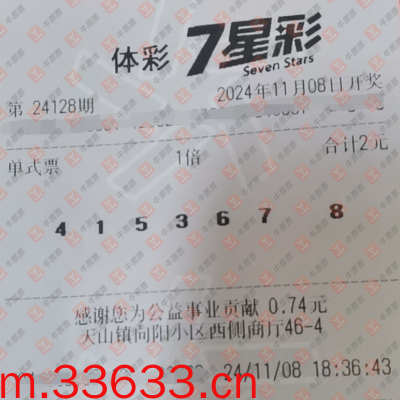 体彩 7星彩
Seven Stars
第 24128期 2024年11月08日开奖
单式票 1倍 合计2元
4 1 5 3 6 7 8
感谢您为公益事业贡献 0.74元
天山镇向阳小区西侧商厅46-4
24/11/08 18:36:43
m.33633.cn